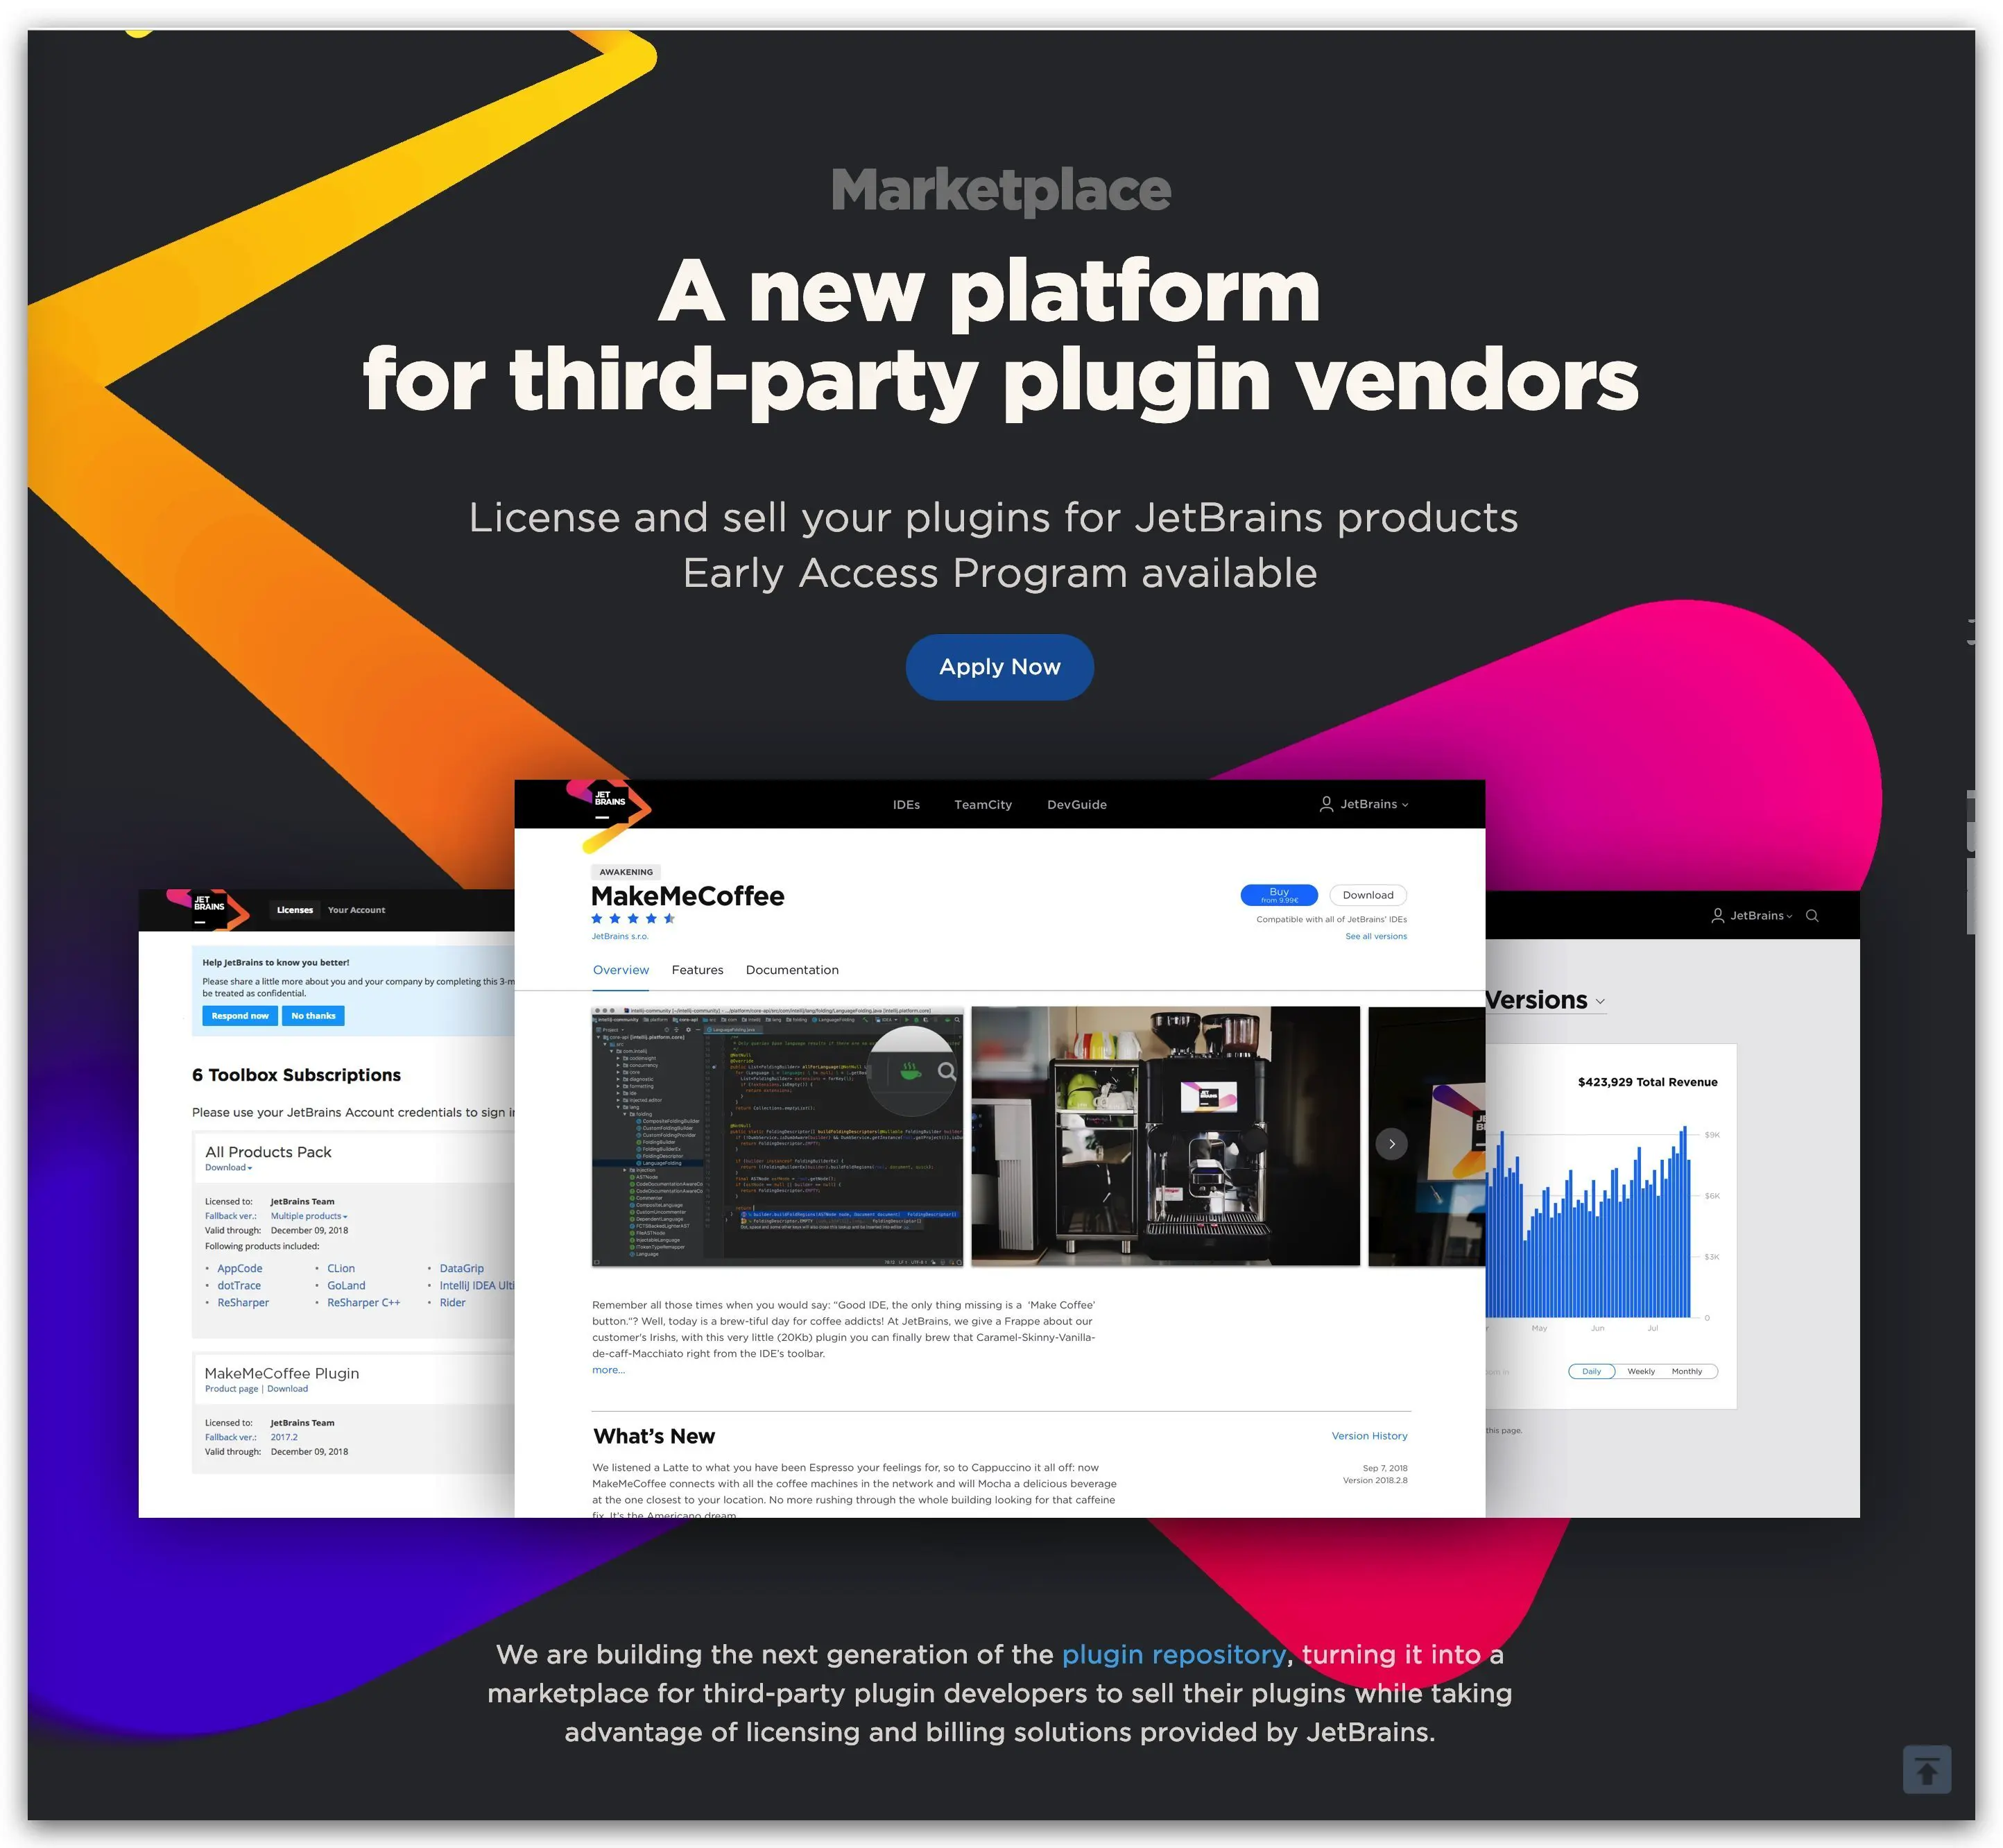 Marketplace
A new platform
for third-party plugin vendors
License and sell your plugins for JetBrains products
Early Access Program available
Apply Now
JET
BRAINS
Licenses Your Account
Help JetBrains to know you better!
Please share a little more about you and your company by completing this 3-m
be treated as confidential.
Respond now No thanks
6 Toolbox Subscriptions
Please use your JetBrains Account credentials to sign in
All Products Pack
Download
Licensed to: JetBrains Team
Fallback ver.: Multiple products
Valid through: December 09, 2018
Following products included:
• AppCode • CLion • DataGrip
• dotTrace • GoLand • IntelliJ IDEA Ulti
• ReSharper • ReSharper C++ • Rider
MakeMeCoffee Plugin
Product page | Download
Licensed to: JetBrains Team
Fallback ver.: 2017.2
Valid through: December 09, 2018
JET
BRAINS
IDEs TeamCity DevGuide JetBrains
AWAKENING
MakeMeCoffee
JetBrains s.r.o.
Buy
from 9.99€
Download
Compatible with all of JetBrains' IDEs
See all versions
Overview Features Documentation
Remember all those times when you would say: “Good IDE, the only thing missing is a ‘Make Coffee’
button.”? Well, today is a brew-tiful day for coffee addicts! At JetBrains, we give a Frappe about our
customer's Irishs, with this very little (20Kb) plugin you can finally brew that Caramel-Skinny-Vanilla-
de-caff-Macchiato right from the IDE's toolbar.
more...
What’s New
Version History
We listened a Latte to what you have been Espresso your feelings for, so to Cappuccino it all off: now
MakeMeCoffee connects with all the coffee machines in the network and will Mocha a delicious beverage
at the one closest to your location. No more rushing through the whole building looking for that caffeine
fix. It's the Americano dream
Sep 7, 2018
Version 2018.2.8
JetBrains
Versions
$423,929 Total Revenue
$9K
$6K
$3K
0
May Jun Jul
Daily Weekly Monthly
this page.
We are building the next generation of the plugin repository, turning it into a
marketplace for third-party plugin developers to sell their plugins while taking
advantage of licensing and billing solutions provided by JetBrains.